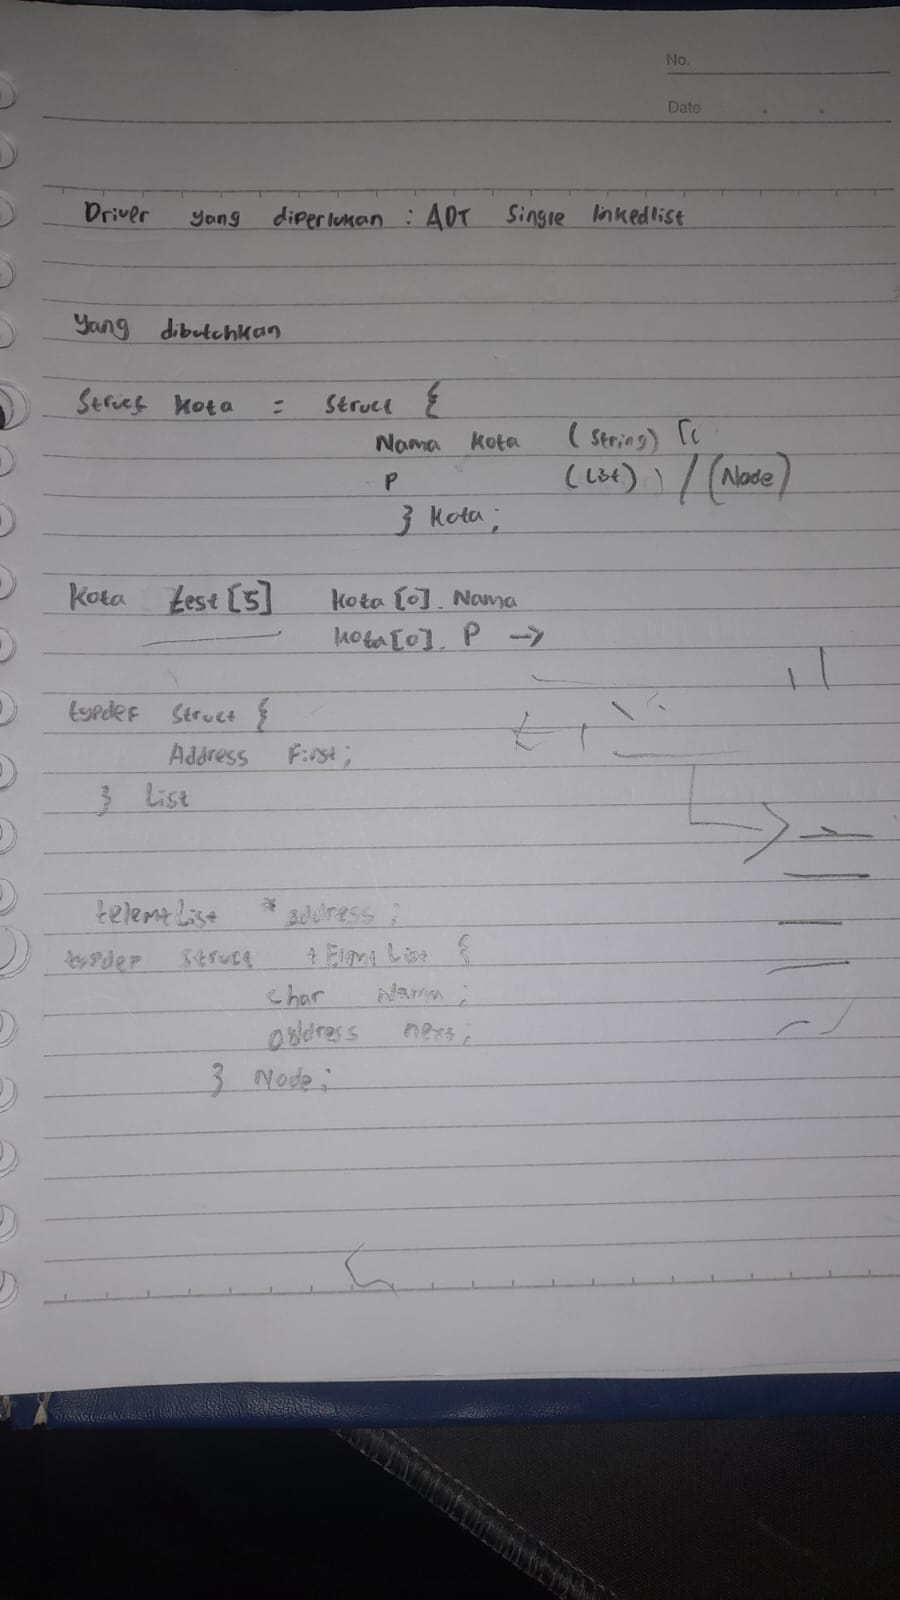 No.
Date
Driver yang diperlukan : ADT Single linkedlist
Yang dibutuhkan
Struct Kota = Struct {
Nama Kota (String)
P (List) / (Node)
} Kota;
Kota test[5] Kota[0]. Nama
Kota[0]. P →
typdef Struct {
Address First;
} List
telemtList * address;
typdef Struct tElmtList {
char Nama;
address next;
} Node;